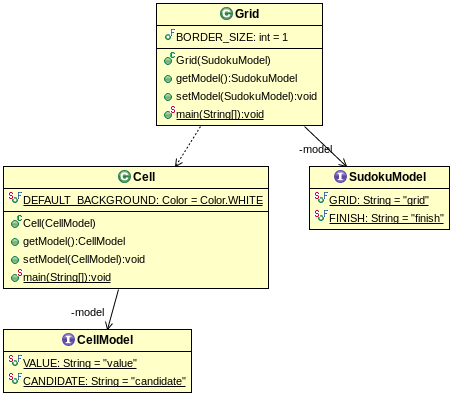 Grid
BORDER_SIZE: int = 1
Grid(SudokuModel)
getModel():SudokuModel
setModel(SudokuModel):void
main(String[]):void
-model
Cell
DEFAULT_BACKGROUND: Color = Color.WHITE
Cell(CellModel)
getModel():CellModel
setModel(CellModel):void
main(String[]):void
SudokuModel
GRID: String = "grid"
FINISH: String = "finish"
-model
CellModel
VALUE: String = "value"
CANDIDATE: String = "candidate"